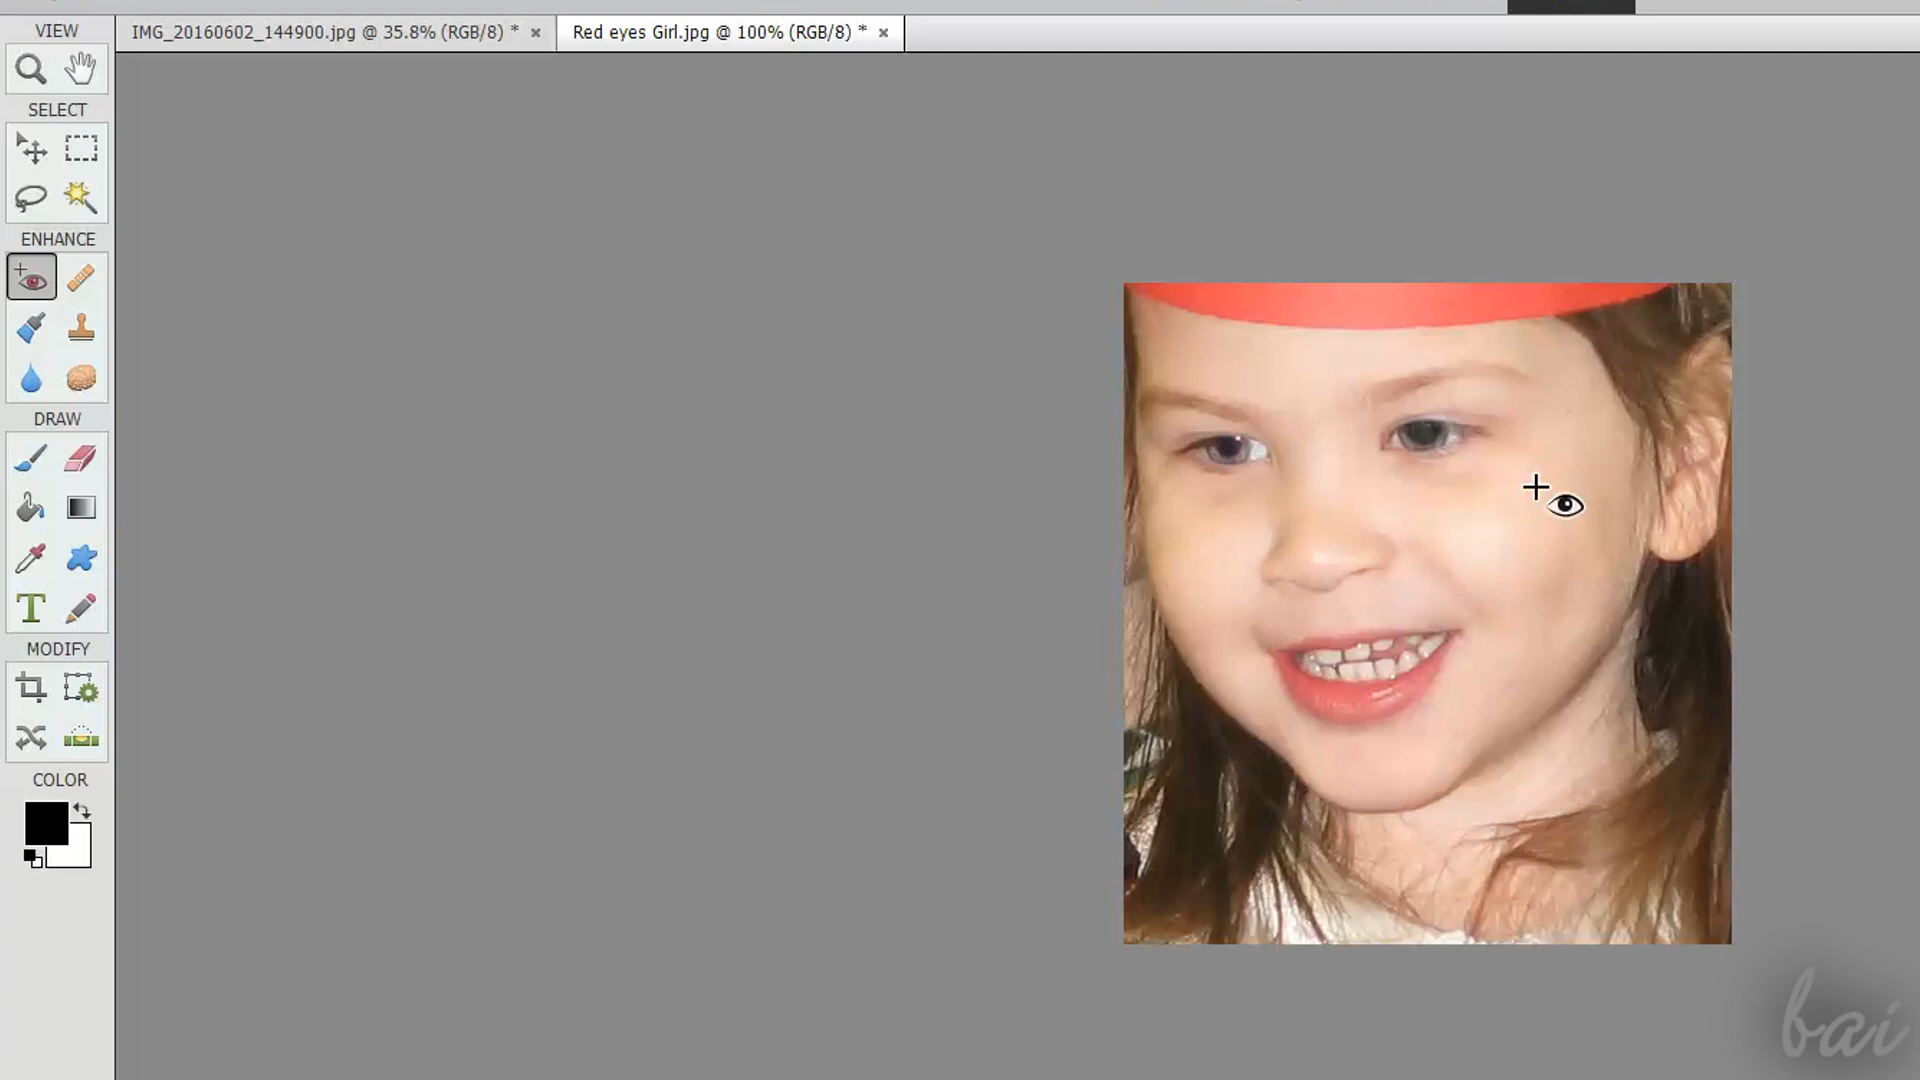 IMG_20160602_144900.jpg @ 35.8% (RGB/8) * ×
Red eyes Girl.jpg @ 100% (RGB/8) * ×
VIEW
SELECT
ENHANCE
DRAW
T
MODIFY
COLOR
bai